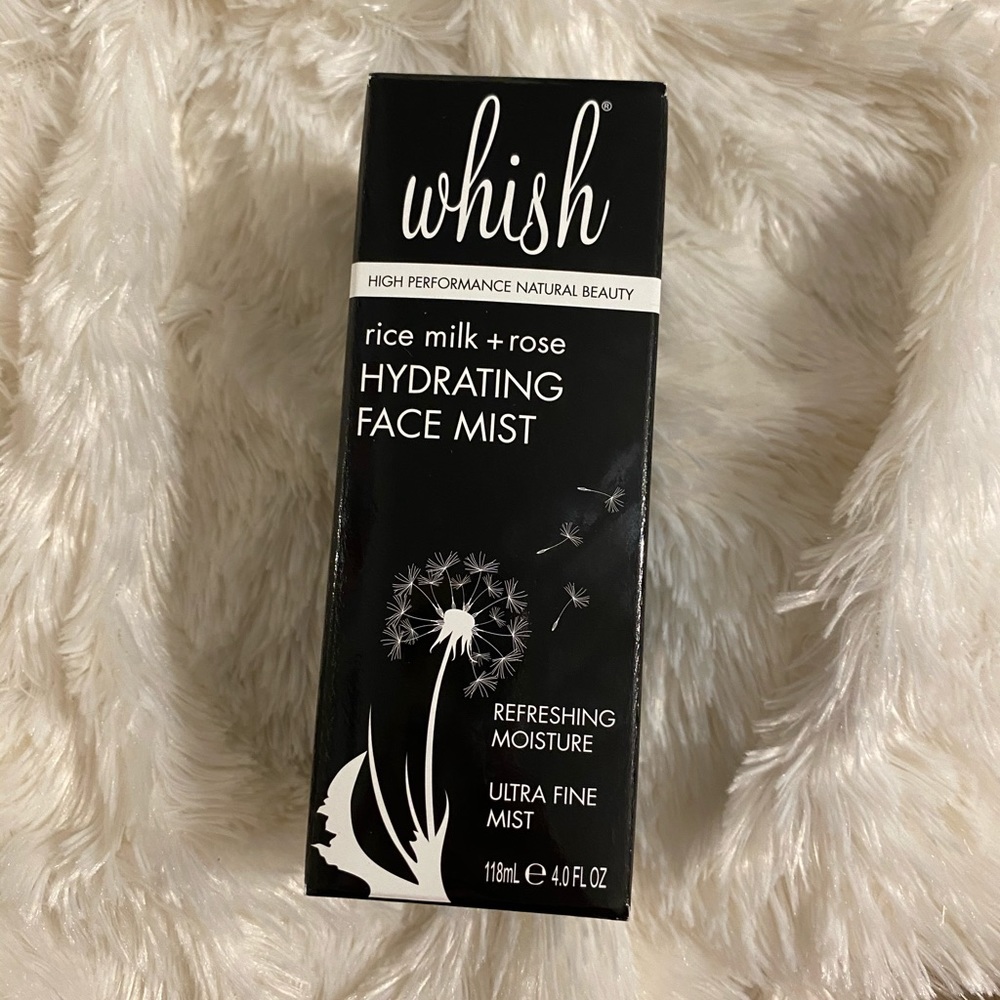 whish®
HIGH PERFORMANCE NATURAL BEAUTY
rice milk + rose
HYDRATING
FACE MIST
REFRESHING
MOISTURE
ULTRA FINE
MIST
118mL ℮ 4.0 FL OZ